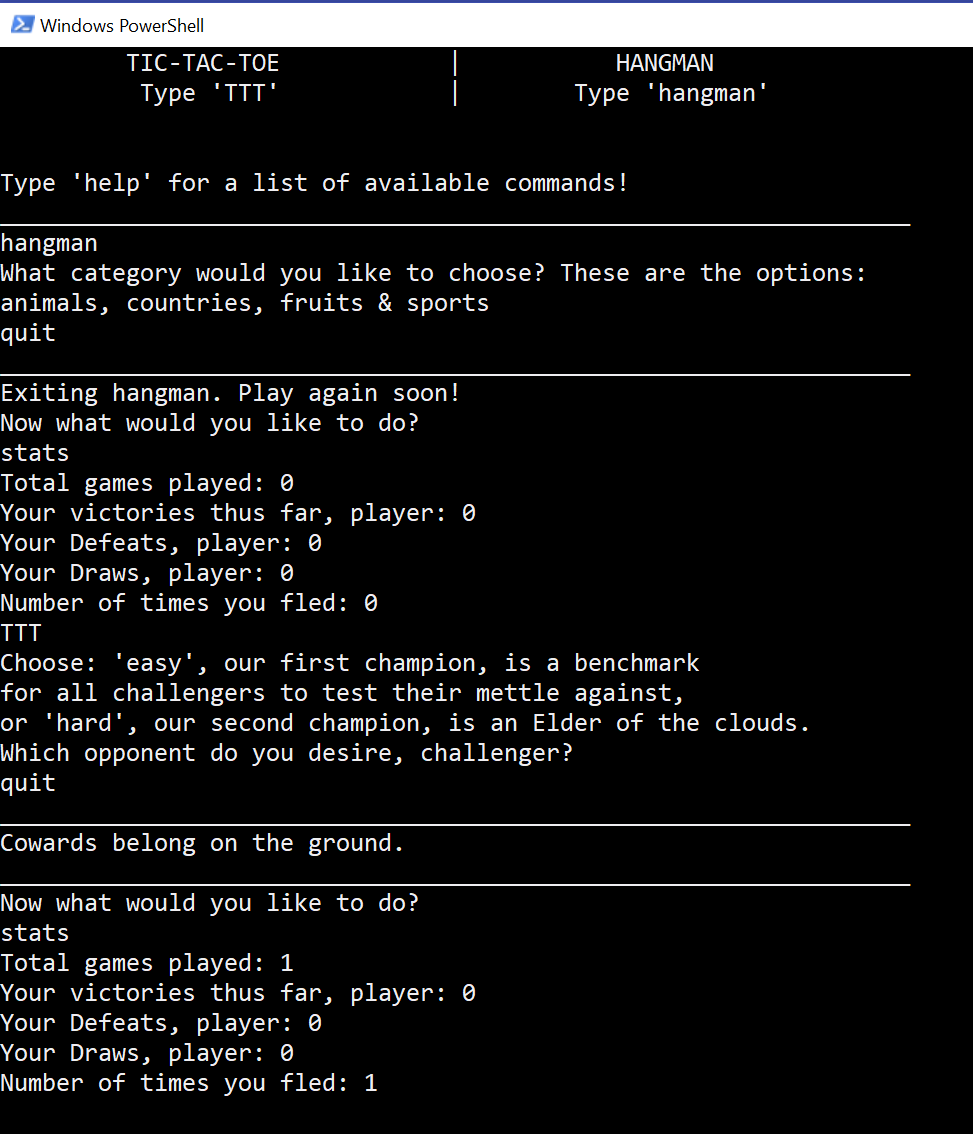 Windows PowerShell
TIC-TAC-TOE | HANGMAN
Type 'TTT' | Type 'hangman'
Type 'help' for a list of available commands!
hangman
What category would you like to choose? These are the options:
animals, countries, fruits & sports
quit
Exiting hangman. Play again soon!
Now what would you like to do?
stats
Total games played: 0
Your victories thus far, player: 0
Your Defeats, player: 0
Your Draws, player: 0
Number of times you fled: 0
TTT
Choose: 'easy', our first champion, is a benchmark
for all challengers to test their mettle against,
or 'hard', our second champion, is an Elder of the clouds.
Which opponent do you desire, challenger?
quit
Cowards belong on the ground.
Now what would you like to do?
stats
Total games played: 1
Your victories thus far, player: 0
Your Defeats, player: 0
Your Draws, player: 0
Number of times you fled: 1